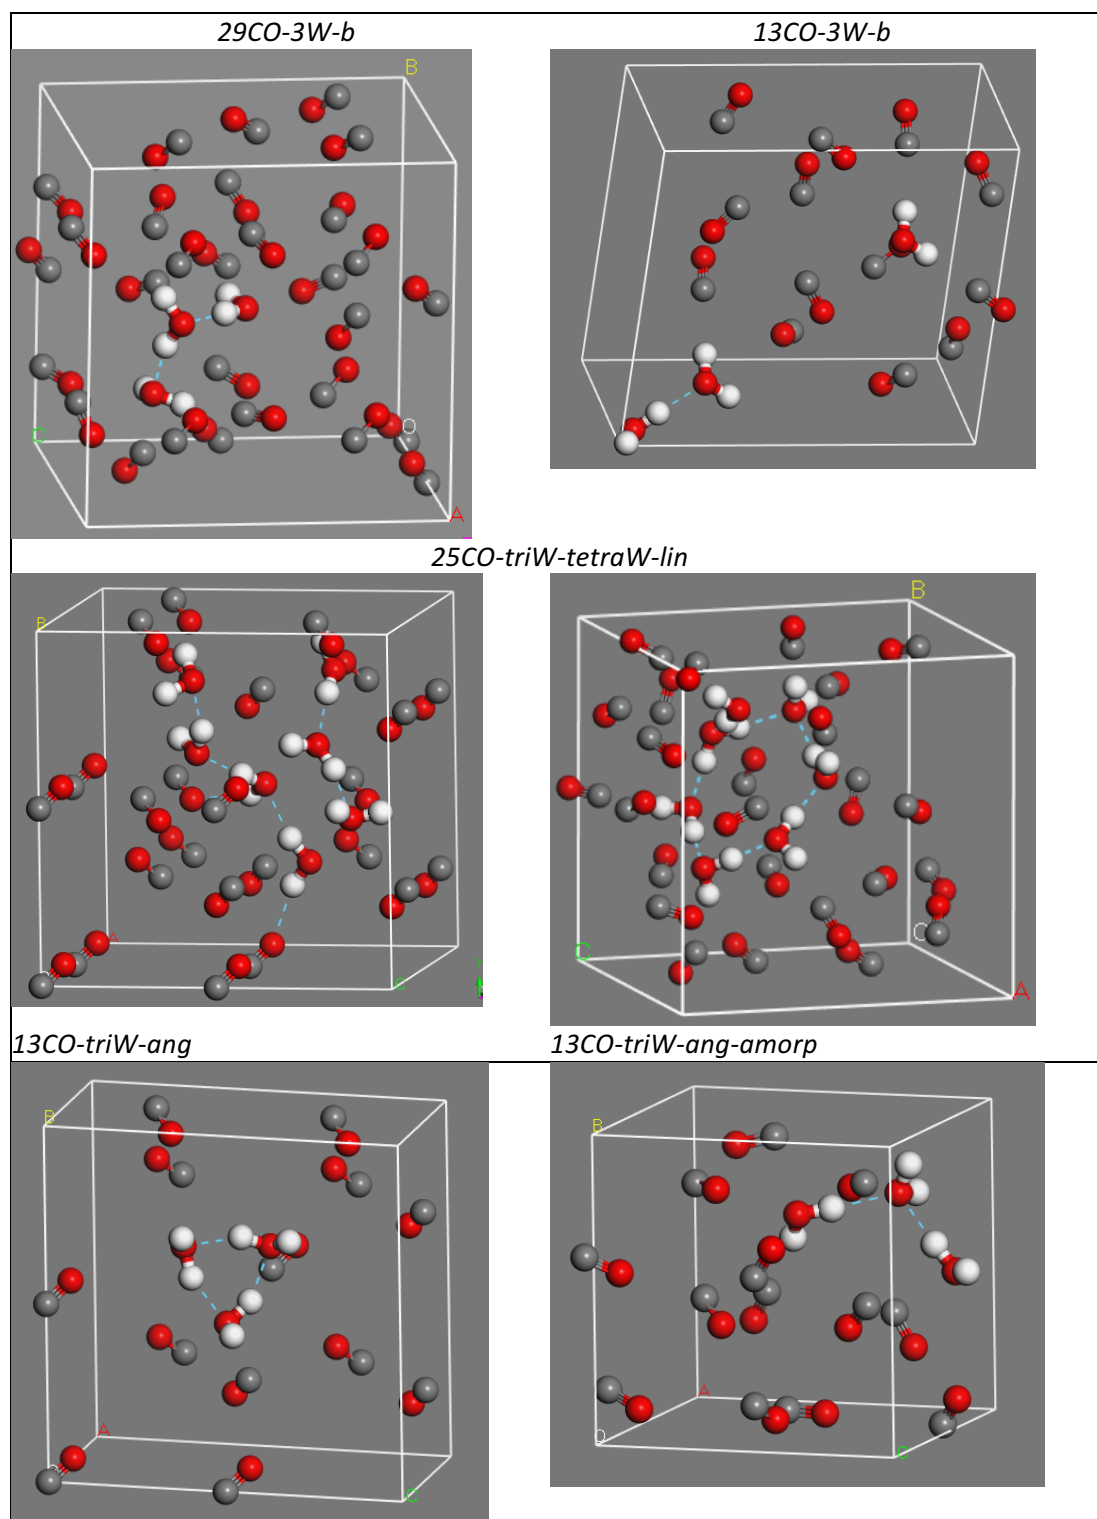 29CO-3W-b
13CO-3W-b
B
C
O
A
25CO-triW-tetraW-lin
B
A
C
B
C
O
A
13CO-triW-ang
13CO-triW-ang-amorp
B
A
C
B
A
O
C